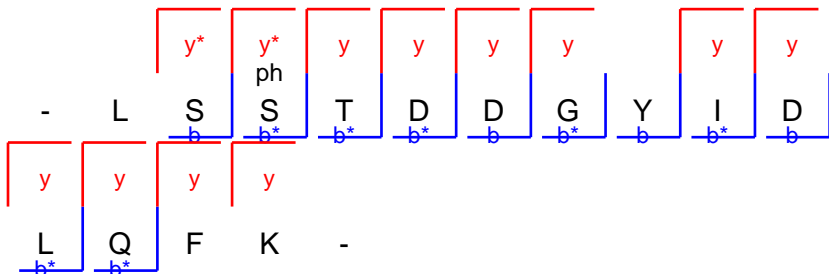 y* y* y y y y y y
ph
- L S S T D D G Y I D
b b* b* b* b b* b b* b
y y y y
L Q F K -
b* b*